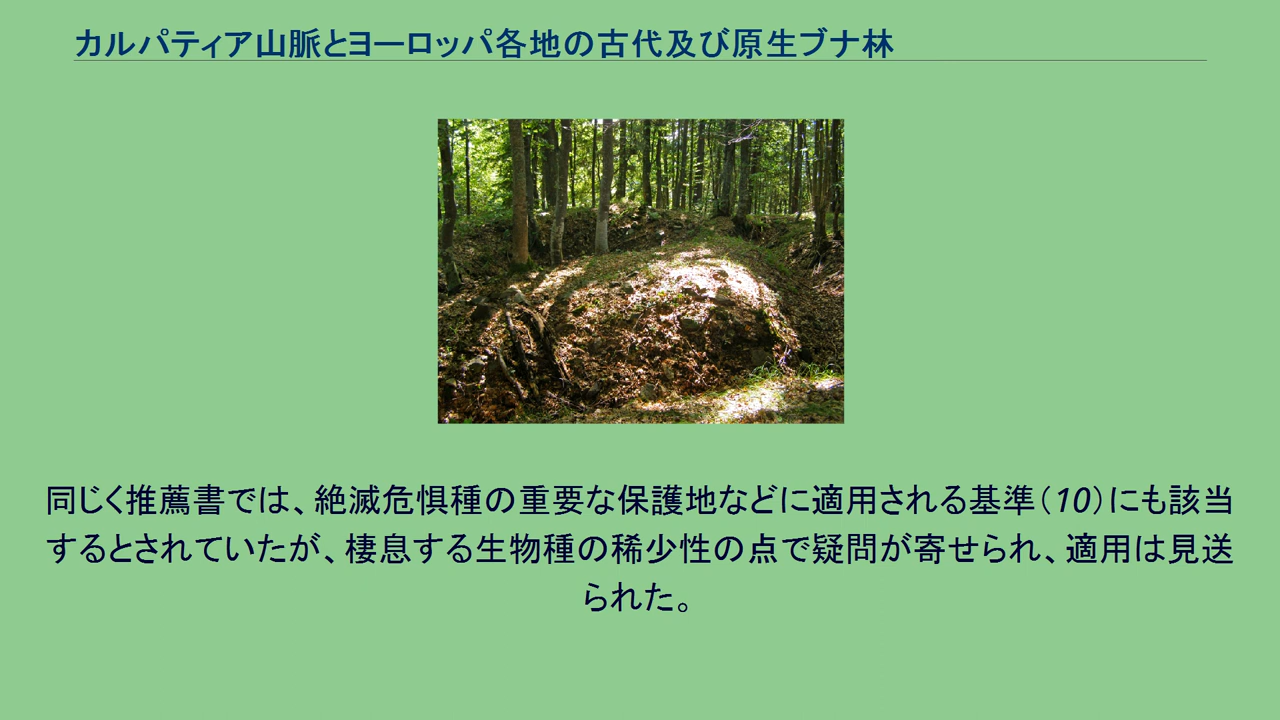 カルパティア山脈とヨーロッパ各地の古代及び原生ブナ林
同じく推薦書では、絶滅危惧種の重要な保護地などに適用される基準（10）にも該当
するとされていたが、棲息する生物種の稀少性の点で疑問が寄せられ、適用は見送
られた。